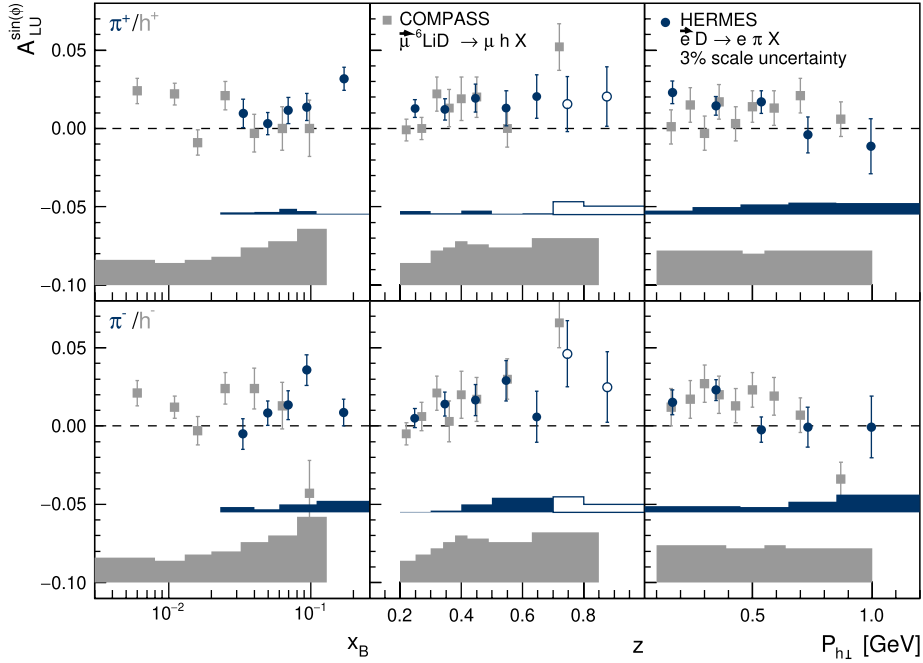 A_LU^sin(ϕ)
π⁺/h⁺
COMPASS
μ ⁶LiD → μ h X
HERMES
e D → e π X
3% scale uncertainty
0.05
0.00
−0.05
−0.10
π⁻/h⁻
0.05
0.00
−0.05
−0.10
10⁻² 10⁻¹ 0.2 0.4 0.6 0.8 0.5 1.0
x_B z P_h⊥ [GeV]